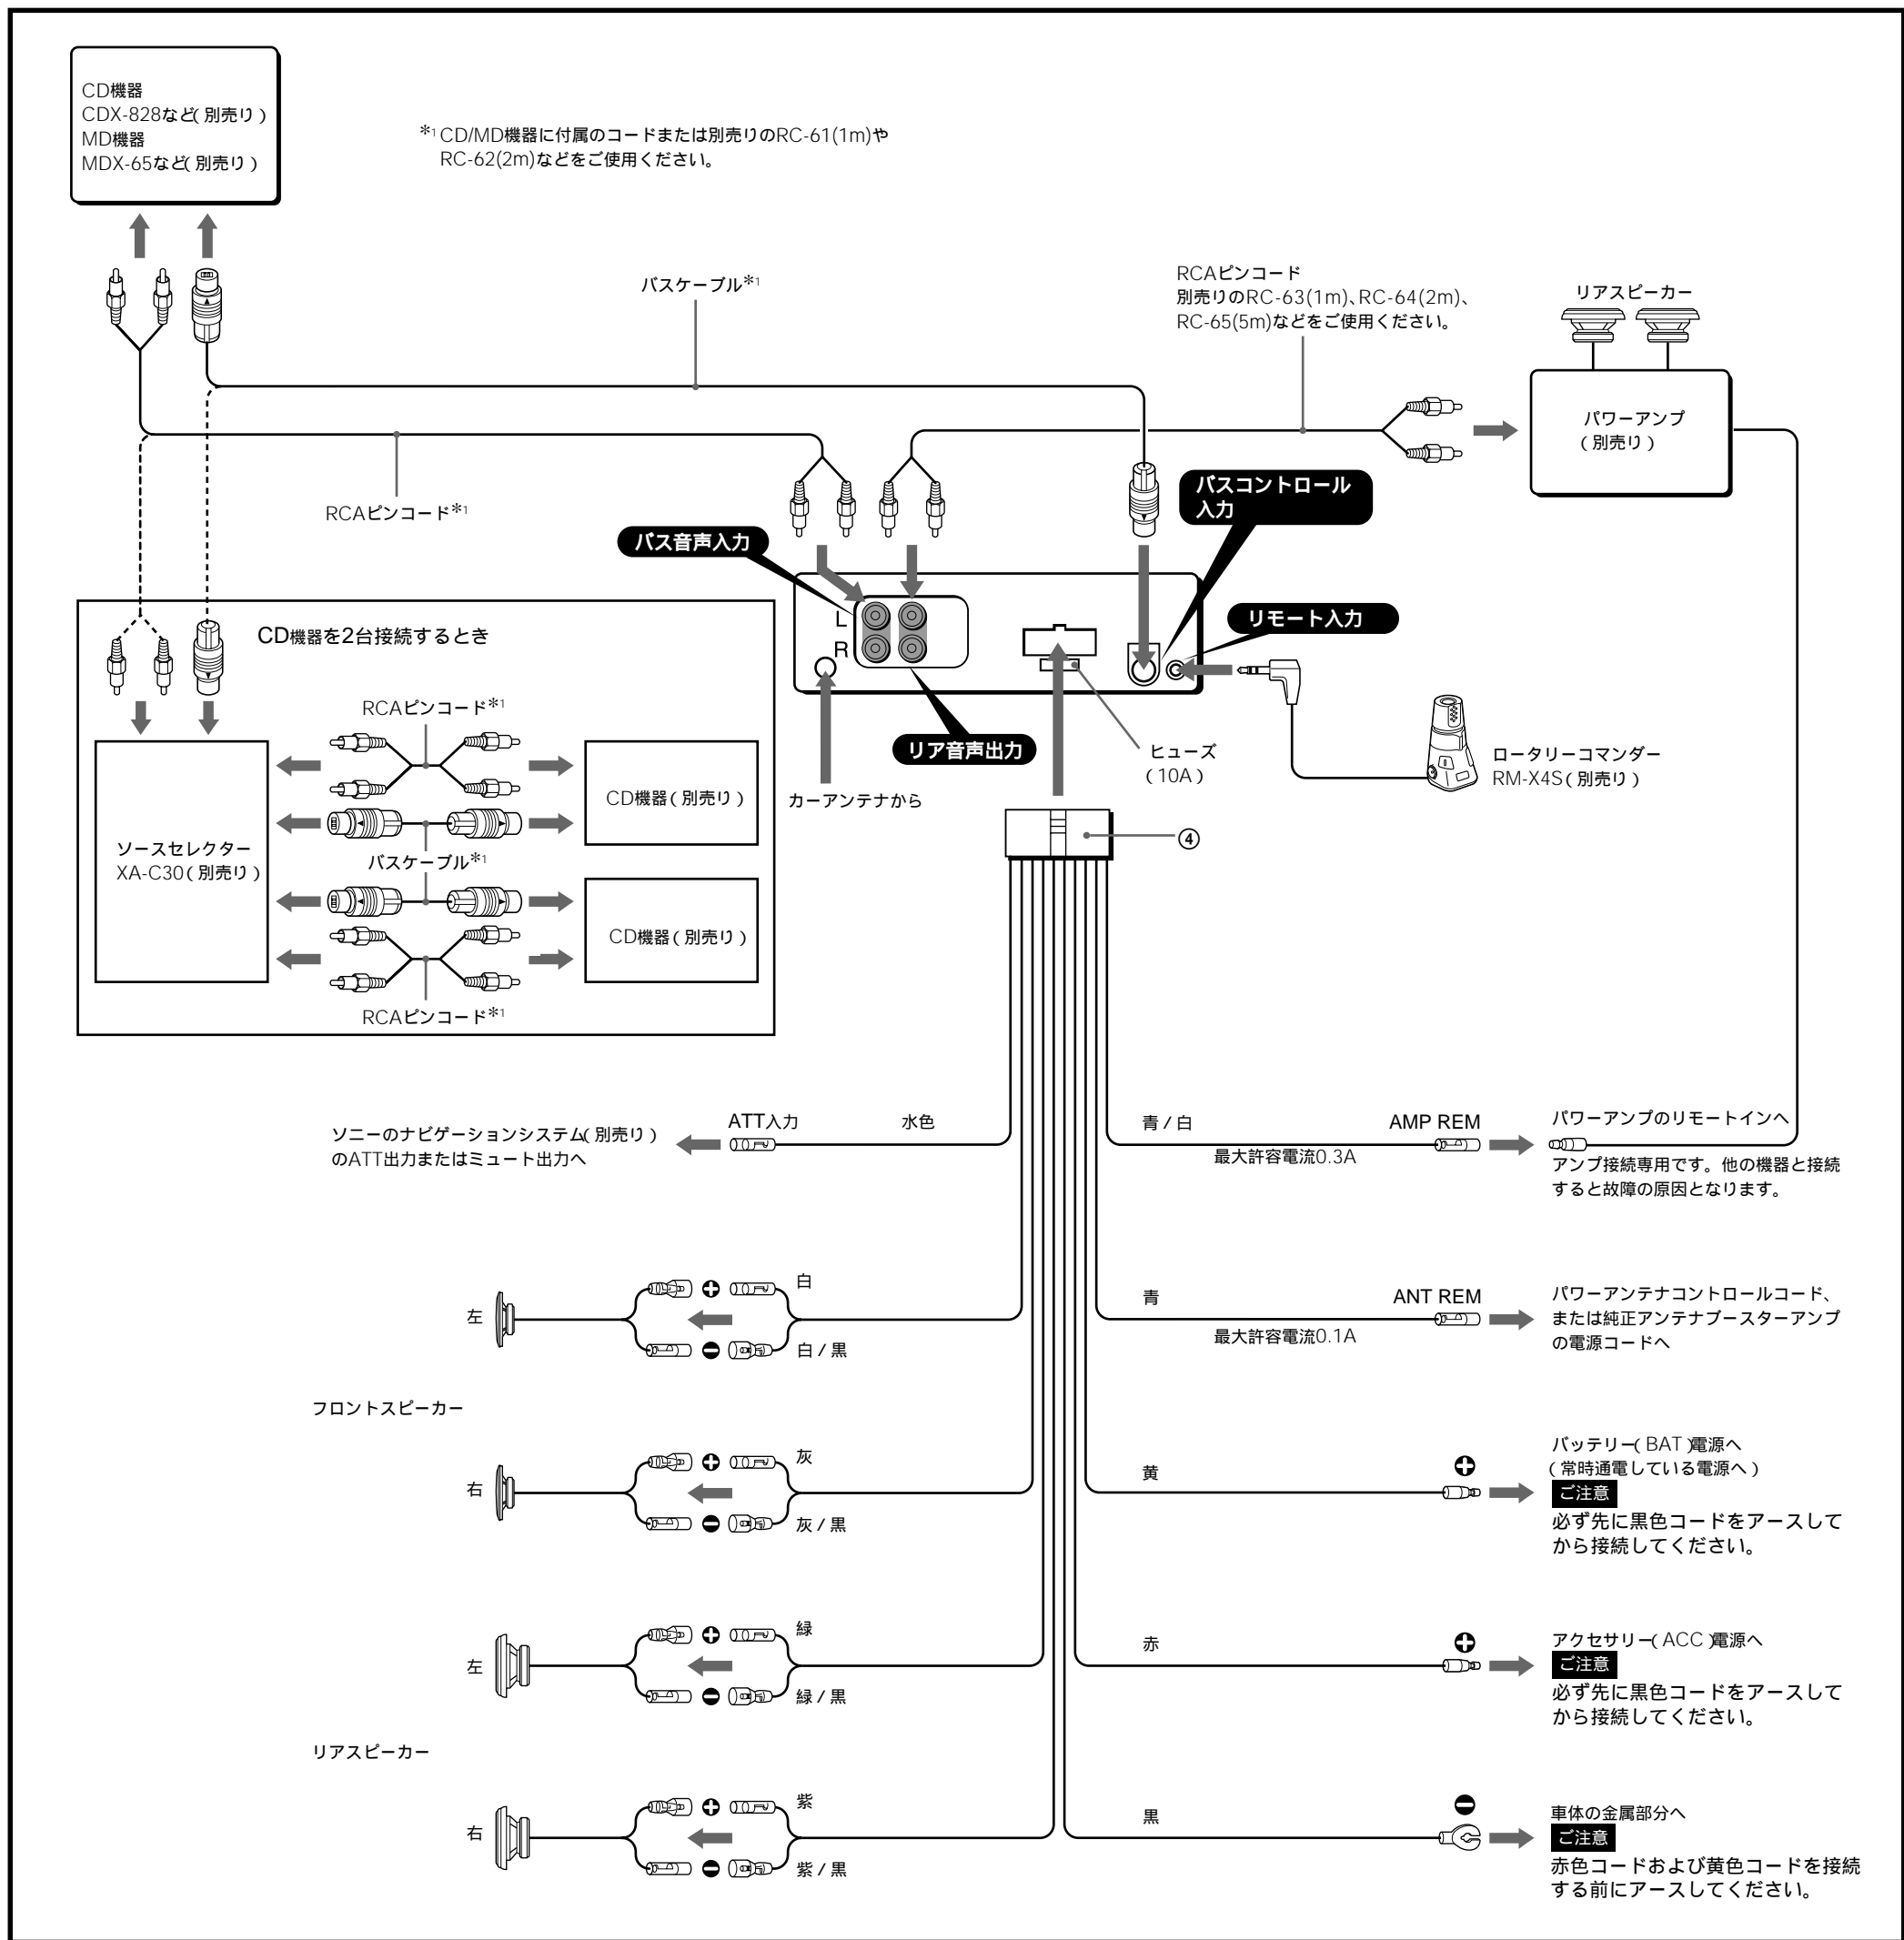 CD機器
CDX-828など(別売り)
MD機器
MDX-65など(別売り)
*1 CD/MD機器に付属のコードまたは別売りのRC-61(1m)や
RC-62(2m)などをご使用ください。
バスケーブル*1
RCAピンコード
別売りのRC-63(1m)、RC-64(2m)、
RC-65(5m)などをご使用ください。
リアスピーカー
パワーアンプ
(別売り)
RCAピンコード*1
バスコントロール
入力
バス音声入力
リモート入力
L
R
CD機器を2台接続するとき
RCAピンコード*1
リア音声出力
ヒューズ
(10A)
ロータリーコマンダー
RM-X4S(別売り)
カーアンテナから
CD機器(別売り)
④
ソースセレクター
XA-C30(別売り)
バスケーブル*1
CD機器(別売り)
RCAピンコード*1
ソニーのナビゲーションシステム(別売り)
のATT出力またはミュート出力へ
ATT入力
水色
青/白
最大許容電流0.3A
AMP REM
パワーアンプのリモートインへ
アンプ接続専用です。他の機器と接続
すると故障の原因となります。
左
白
白/黒
青
最大許容電流0.1A
ANT REM
パワーアンテナコントロールコード、
または純正アンテナブースターアンプ
の電源コードへ
フロントスピーカー
右
灰
灰/黒
黄
バッテリー(BAT)電源へ
(常時通電している電源へ)
ご注意
必ず先に黒色コードをアースして
から接続してください。
左
緑
緑/黒
赤
アクセサリー(ACC)電源へ
ご注意
必ず先に黒色コードをアースして
から接続してください。
リアスピーカー
右
紫
紫/黒
黒
車体の金属部分へ
ご注意
赤色コードおよび黄色コードを接続
する前にアースしてください。